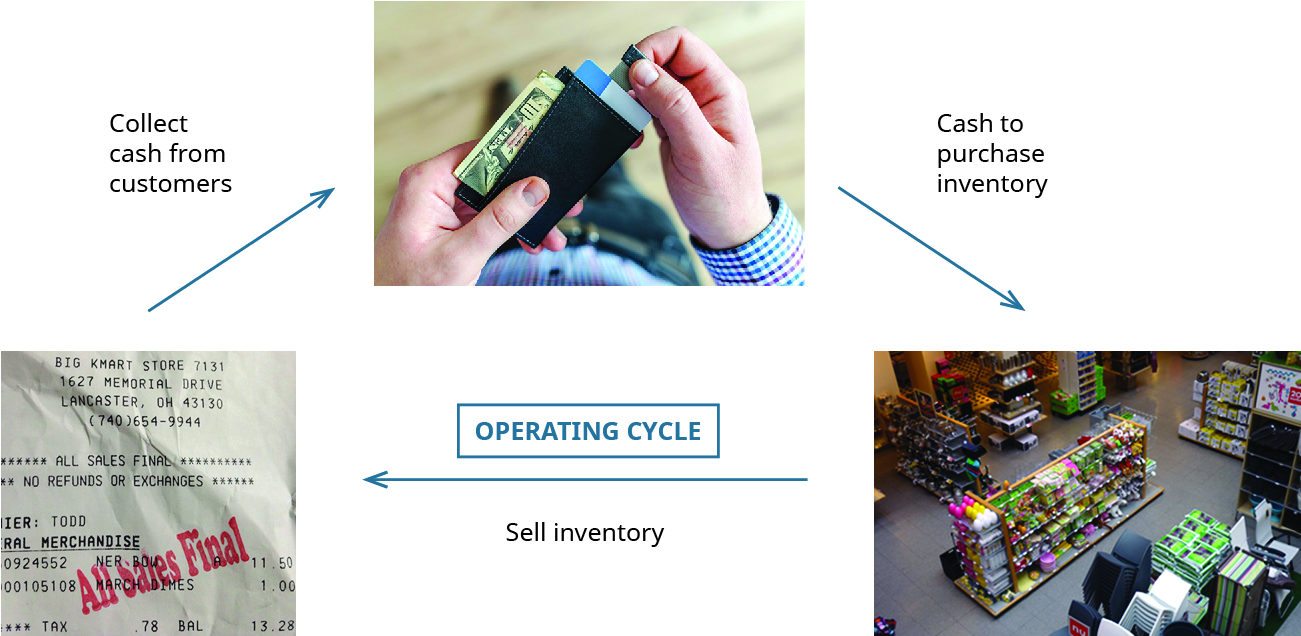 Collect
cash from
customers
Cash to
purchase
inventory
OPERATING CYCLE
Sell inventory
BIG KMART STORE 7131
1627 MEMORIAL DRIVE
LANCASTER, OH 43130
(740)654-9944
****** ALL SALES FINAL **********
** NO REFUNDS OR EXCHANGES ******
IER: TODD
RAL MERCHANDISE
0924552 NER BOW A 11.50
00105108 MARCH DIMES 1.00
All Sales Final
**** TAX .78 BAL 13.28